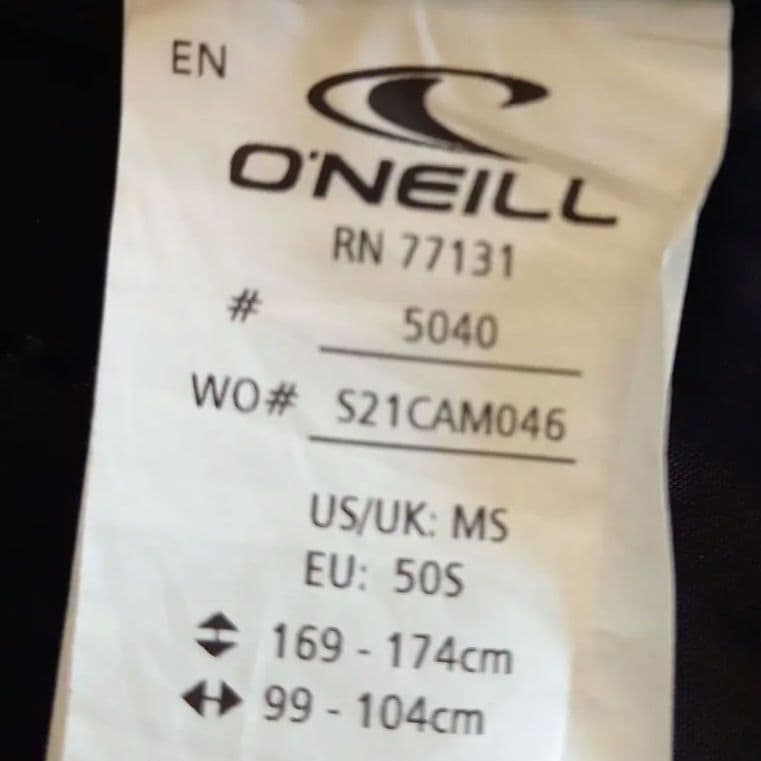 EN
O'NEILL
RN 77131
# 5040
WO# S21CAM046
US/UK: MS
EU: 50S
169 - 174cm
99 - 104cm